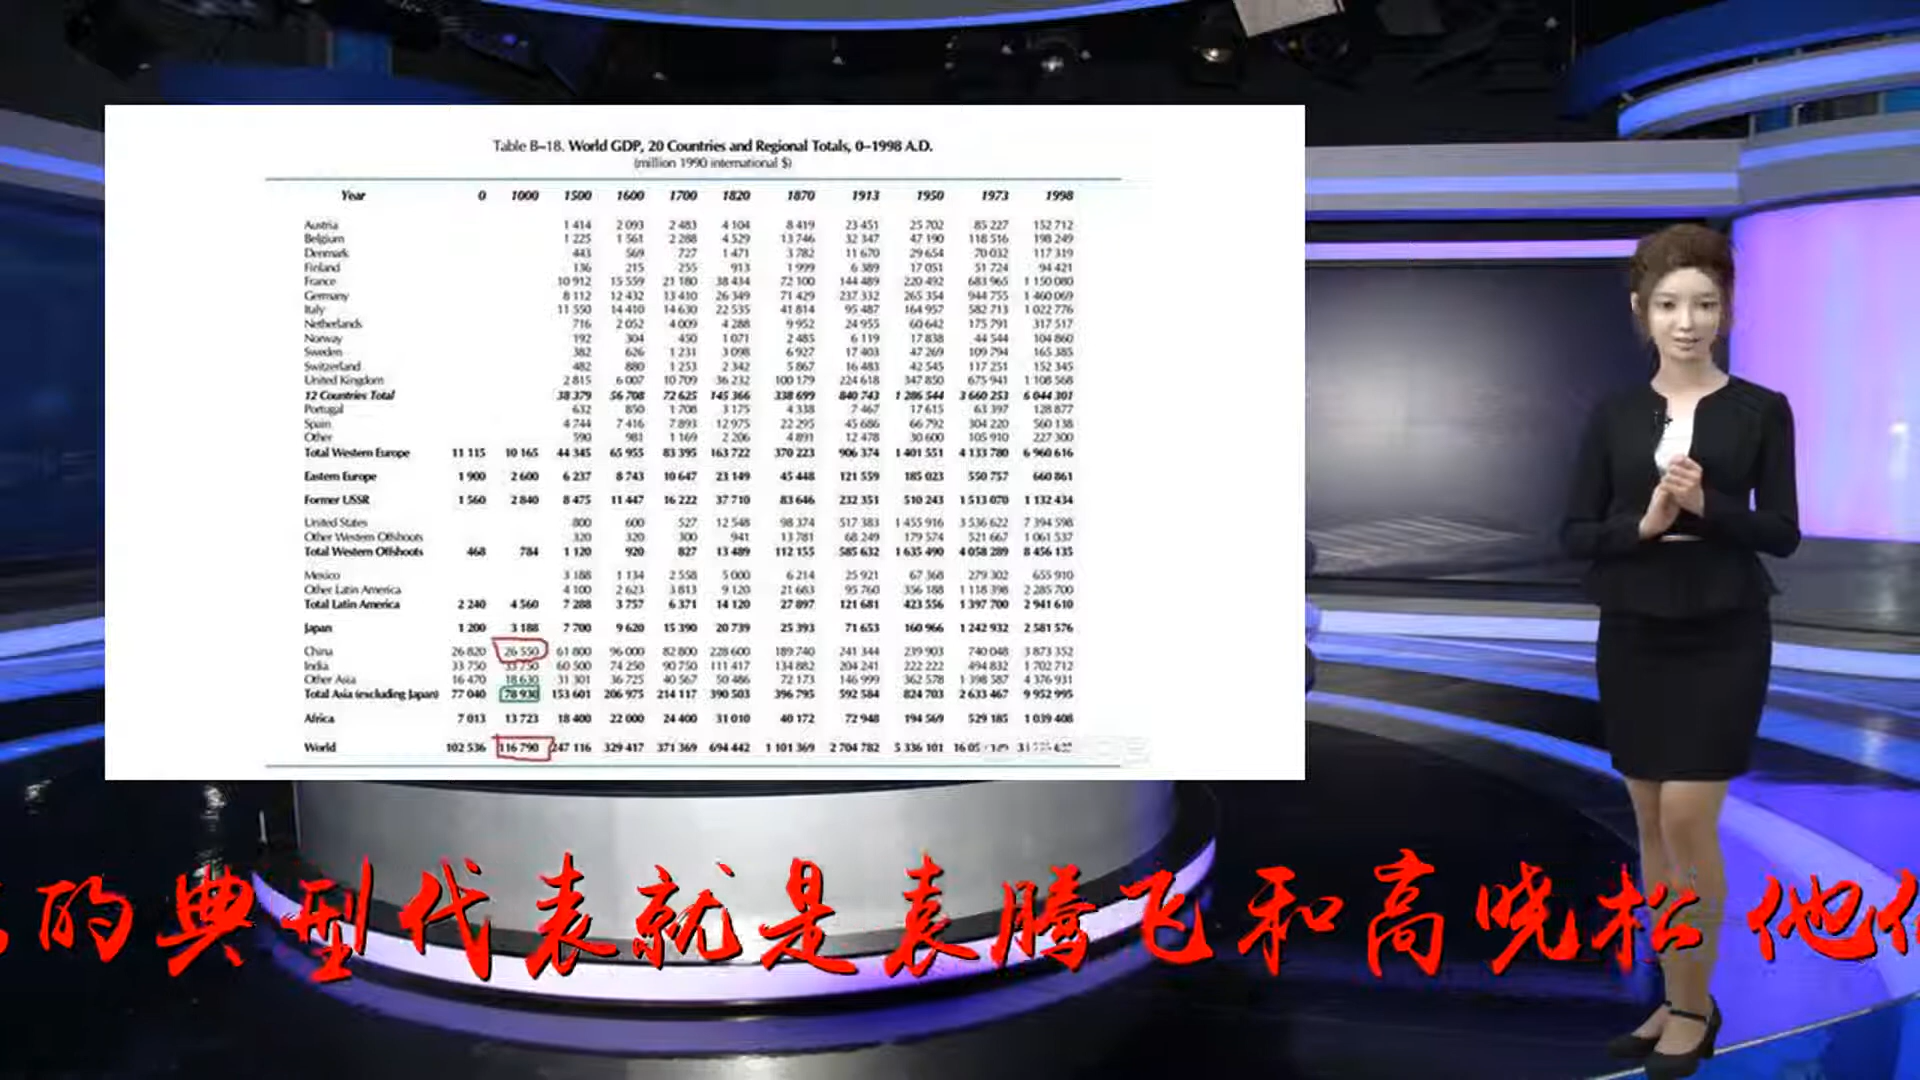 Table B–18. World GDP, 20 Countries and Regional Totals, 0–1998 A.D.
(million 1990 international $)
Year 0 1000 1500 1600 1700 1820 1870 1913 1950 1973 1998
Austria 1 414 2 093 2 483 4 104 8 419 23 451 25 702 85 227 152 712
Belgium 1 225 1 561 2 288 4 529 13 746 32 347 47 190 118 516 198 249
Denmark 443 569 727 1 471 3 782 11 670 29 654 70 032 117 319
Finland 136 215 255 913 1 999 6 389 17 051 51 724 94 421
France 10 912 15 559 21 180 38 434 72 100 144 489 220 492 683 965 1 150 080
Germany 8 112 12 432 13 410 26 349 71 429 237 332 265 354 944 755 1 460 069
Italy 11 550 14 410 14 630 22 535 41 814 95 487 164 957 582 713 1 022 776
Netherlands 716 2 052 4 009 4 288 9 952 24 955 60 642 175 791 317 517
Norway 192 304 450 1 071 2 485 6 119 17 838 44 544 104 860
Sweden 382 626 1 231 3 098 6 927 17 403 47 269 109 794 165 385
Switzerland 482 880 1 253 2 342 5 867 16 483 42 545 117 251 152 345
United Kingdom 2 815 6 007 10 709 36 232 100 179 224 618 347 850 675 941 1 108 568
12 Countries Total 38 379 56 708 72 625 145 366 338 699 840 743 1 286 544 3 660 253 6 044 301
Portugal 632 850 1 708 3 175 4 338 7 467 17 615 63 397 128 877
Spain 4 744 7 416 7 893 12 975 22 295 45 686 66 792 304 220 560 138
Other 590 981 1 169 2 206 4 891 12 478 30 600 105 910 227 300
Total Western Europe 11 115 10 165 44 345 65 955 83 395 163 722 370 223 906 374 1 401 551 4 133 780 6 960 616
Eastern Europe 1 900 2 600 6 237 8 743 10 647 23 149 45 448 121 559 185 023 550 757 660 861
Former USSR 1 560 2 840 8 475 11 447 16 222 37 710 83 646 232 351 510 243 1 513 070 1 132 434
United States 800 600 527 12 548 98 374 517 383 1 455 916 3 536 622 7 394 598
Other Western Offshoots 320 320 300 941 13 781 68 249 179 574 521 667 1 061 537
Total Western Offshoots 468 784 1 120 920 827 13 489 112 155 585 632 1 635 490 4 058 289 8 456 135
Mexico 3 188 1 134 2 558 5 000 6 214 25 921 67 368 279 302 655 910
Other Latin America 4 100 2 623 3 813 9 120 21 683 95 760 356 188 1 118 398 2 285 700
Total Latin America 2 240 4 560 7 288 3 757 6 371 14 120 27 897 121 681 423 556 1 397 700 2 941 610
Japan 1 200 3 188 7 700 9 620 15 390 20 739 25 393 71 653 160 966 1 242 932 2 581 576
China 26 820 26 550 61 800 96 000 82 800 228 600 189 740 241 344 239 903 740 048 3 873 352
India 33 750 33 750 60 500 74 250 90 750 111 417 134 882 204 241 222 222 494 832 1 702 712
Other Asia 16 470 18 630 31 301 36 725 40 567 50 486 72 173 146 999 362 578 1 398 587 4 376 931
Total Asia (excluding Japan) 77 040 78 930 153 601 206 975 214 117 390 503 396 795 592 584 824 703 2 633 467 9 952 995
Africa 7 013 13 723 18 400 22 000 24 400 31 010 40 172 72 948 194 569 529 185 1 039 408
World 102 536 116 790 247 116 329 417 371 369 694 442 1 101 369 2 704 782 5 336 101
的典型代表就是袁腾飞和高晓松 他